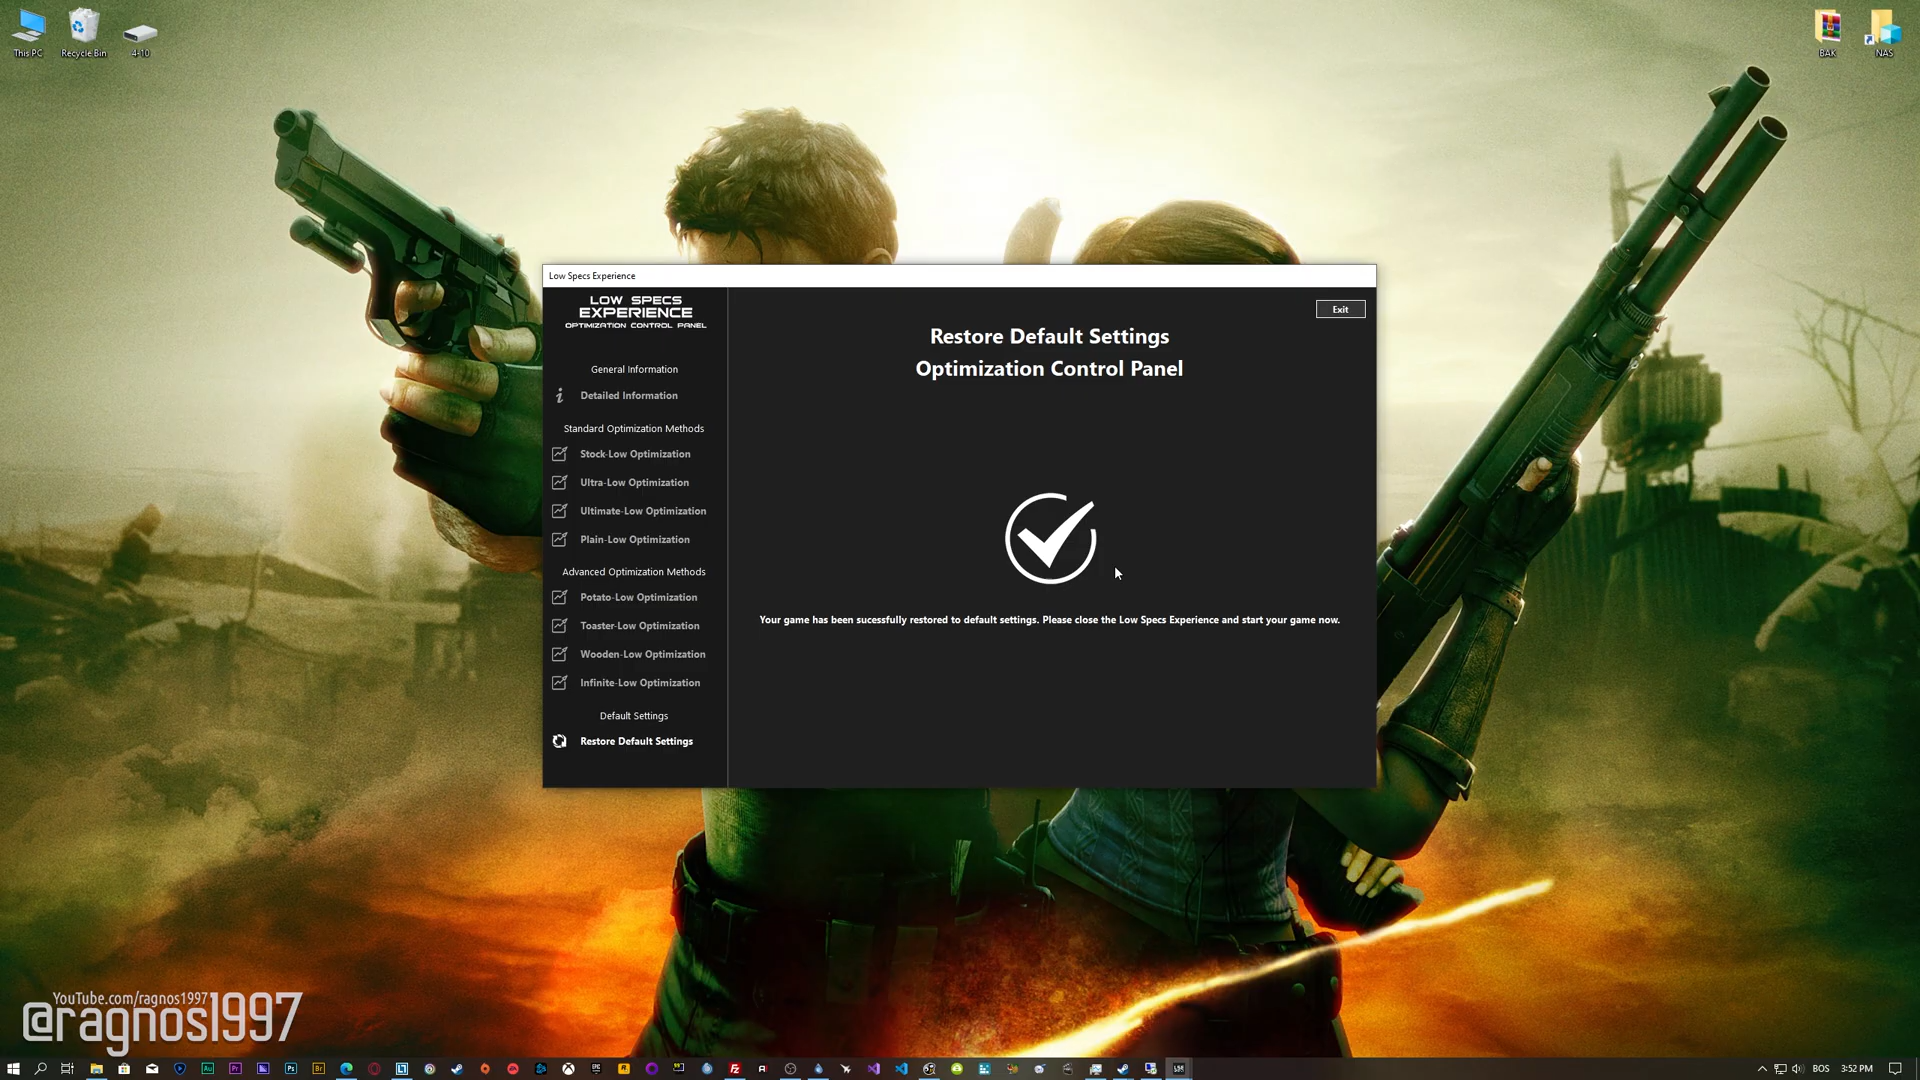 This PC
Recycle Bin
4-10
BAK
NAS
Low Specs Experience
LOW SPECS
EXPERIENCE
OPTIMIZATION CONTROL PANEL
General Information
Detailed Information
Standard Optimization Methods
Stock-Low Optimization
Ultra-Low Optimization
Ultimate-Low Optimization
Plain-Low Optimization
Advanced Optimization Methods
Potato-Low Optimization
Toaster-Low Optimization
Wooden-Low Optimization
Infinite-Low Optimization
Default Settings
Restore Default Settings
Exit
Restore Default Settings
Optimization Control Panel
Your game has been sucessfully restored to default settings. Please close the Low Specs Experience and start your game now.
YouTube.com/ragnos1997
@ragnos1997
BOS
3:52 PM